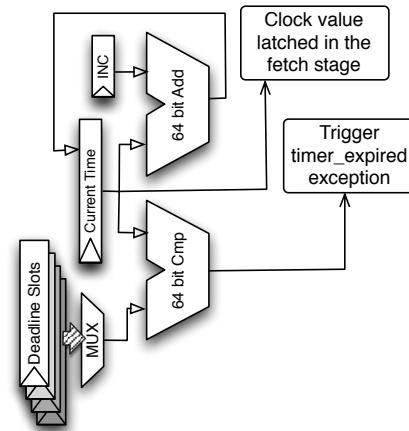 Clock value
latched in the
fetch stage
INC
64 bit Add
Trigger
timer_expired
exception
Current Time
64 bit Cmp
Deadline Slots
MUX